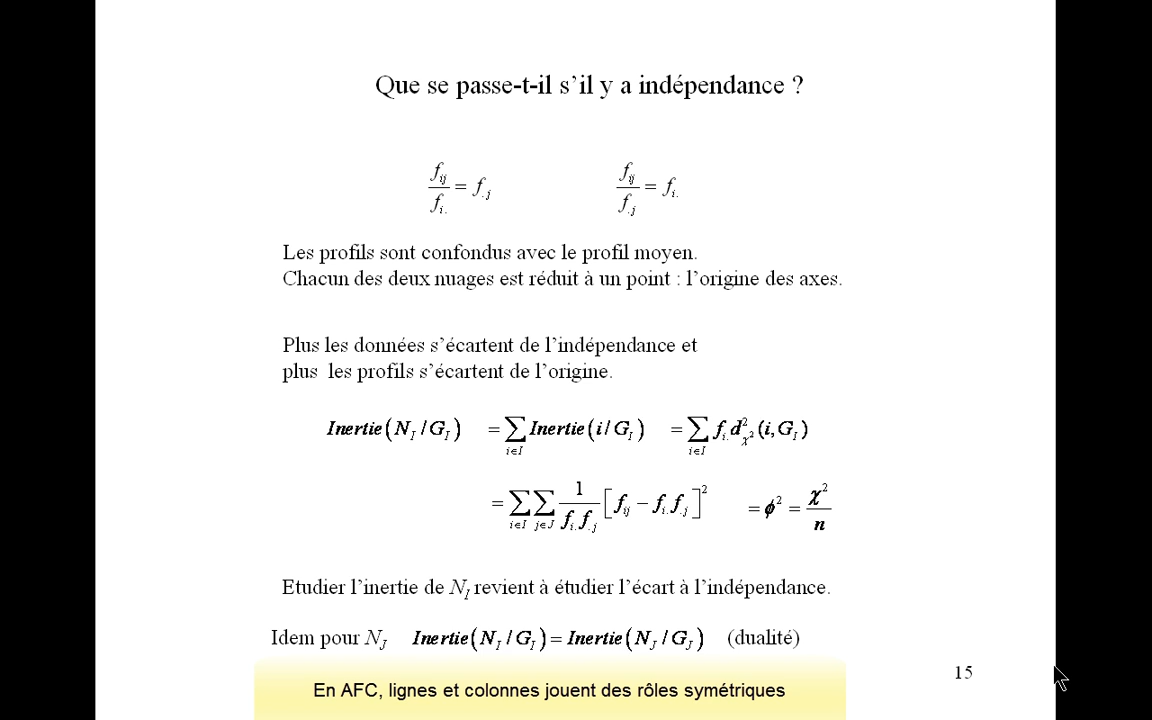 Que se passe-t-il s'il y a indépendance ?
f_ij / f_i. = f_.j    f_ij / f_.j = f_i.
Les profils sont confondus avec le profil moyen.
Chacun des deux nuages est réduit à un point : l'origine des axes.
Plus les données s'écartent de l'indépendance et
plus les profils s'écartent de l'origine.
Inertie(N_I / G_I) = ∑_{i∈I} Inertie(i / G_I) = ∑_{i∈I} f_i. d²_χ² (i, G_I)
= ∑_{i∈I} ∑_{j∈J} 1 / (f_i. f_.j) [f_ij − f_i. f_.j]² = ϕ² = χ² / n
Etudier l'inertie de N_I revient à étudier l'écart à l'indépendance.
Idem pour N_J Inertie(N_I / G_I) = Inertie(N_J / G_J) (dualité)
15
En AFC, lignes et colonnes jouent des rôles symétriques